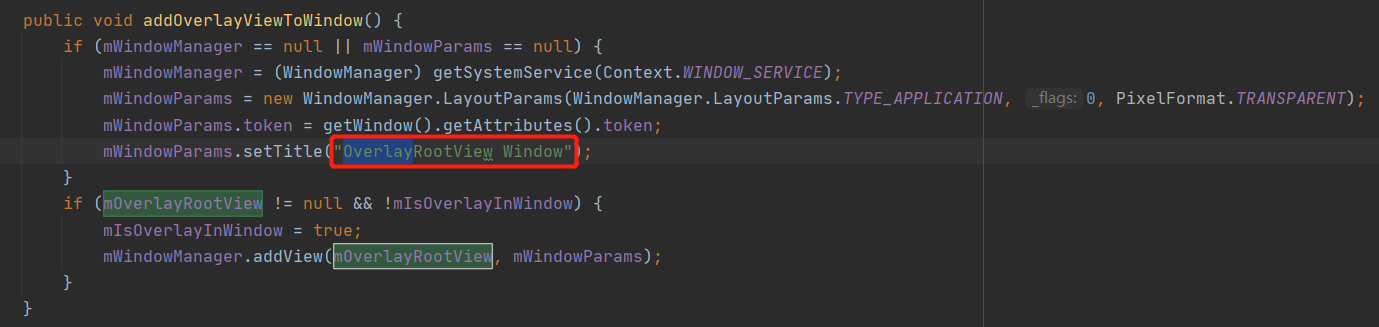 public void addOverlayViewToWindow() {
if (mWindowManager == null || mWindowParams == null) {
mWindowManager = (WindowManager) getSystemService(Context.WINDOW_SERVICE);
mWindowParams = new WindowManager.LayoutParams(WindowManager.LayoutParams.TYPE_APPLICATION, _flags: 0, PixelFormat.TRANSPARENT);
mWindowParams.token = getWindow().getAttributes().token;
mWindowParams.setTitle("OverlayRootView Window");
}
if (mOverlayRootView != null && !mIsOverlayInWindow) {
mIsOverlayInWindow = true;
mWindowManager.addView(mOverlayRootView, mWindowParams);
}
}